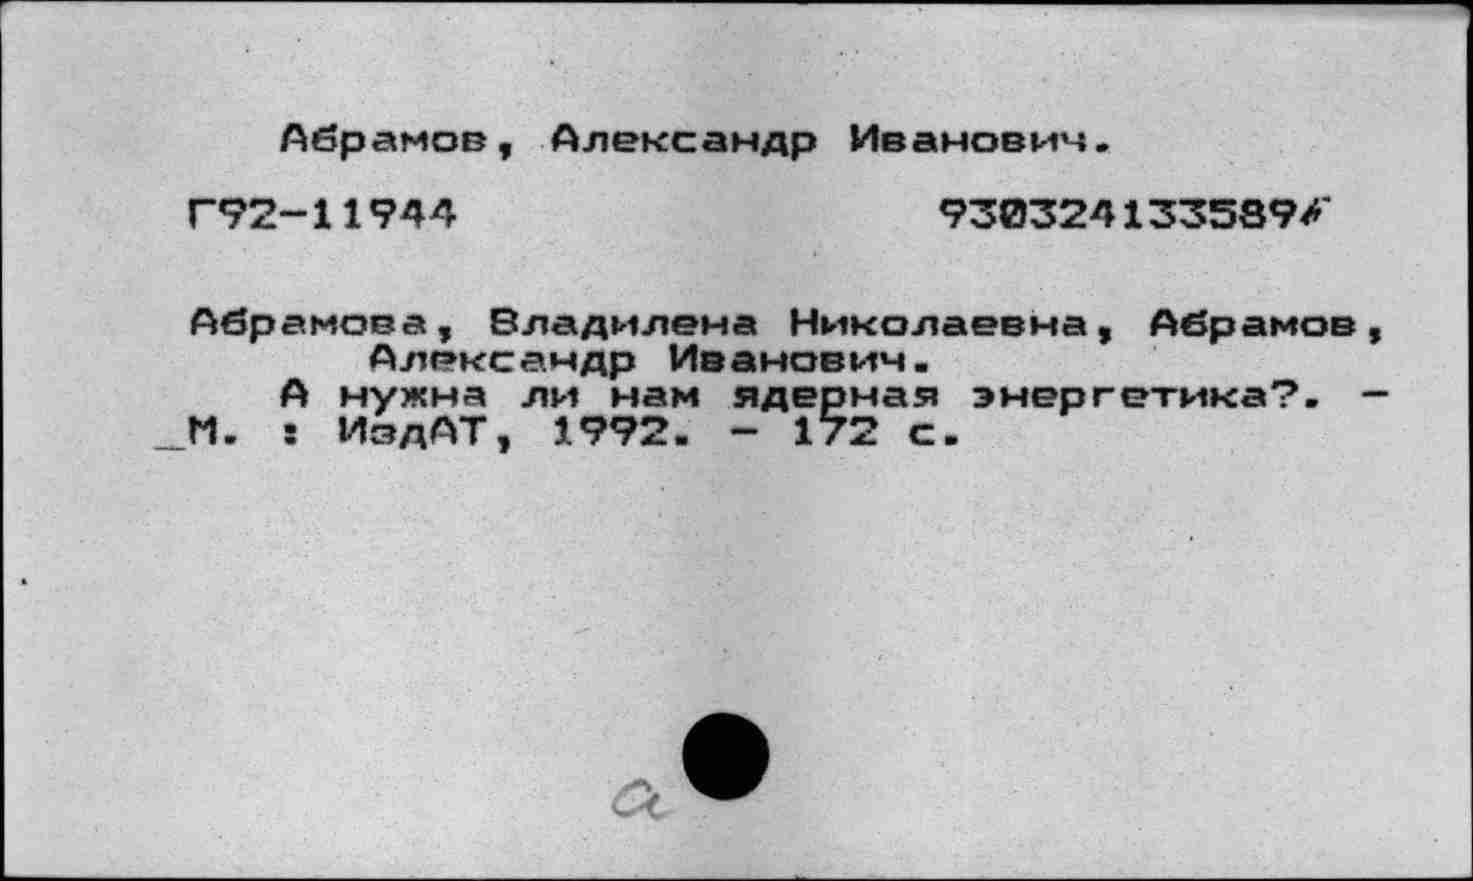 Абрамов, Александр Иванович.
Г92-11944 930324133589
Абрамова, Владилена Николаевна, Абрамов,
Александр Иванович.
А нужна ли нам ядерная энергетика?. -
_М. : ИздАТ, 1992. - 172 с.
а